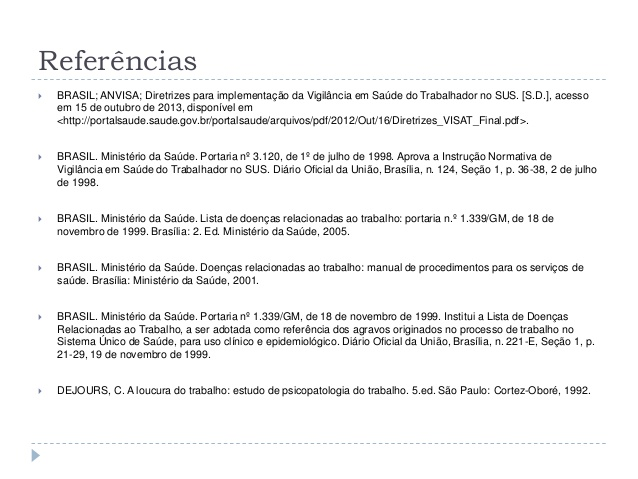 Referências
BRASIL; ANVISA; Diretrizes para implementação da Vigilância em Saúde do Trabalhador no SUS. [S.D.], acesso
em 15 de outubro de 2013, disponível em
<http://portalsaude.saude.gov.br/portalsaude/arquivos/pdf/2012/Out/16/Diretrizes_VISAT_Final.pdf>.
BRASIL. Ministério da Saúde. Portaria nº 3.120, de 1º de julho de 1998. Aprova a Instrução Normativa de
Vigilância em Saúde do Trabalhador no SUS. Diário Oficial da União, Brasília, n. 124, Seção 1, p. 36-38, 2 de julho
de 1998.
BRASIL. Ministério da Saúde. Lista de doenças relacionadas ao trabalho: portaria n.º 1.339/GM, de 18 de
novembro de 1999. Brasília: 2. Ed. Ministério da Saúde, 2005.
BRASIL. Ministério da Saúde. Doenças relacionadas ao trabalho: manual de procedimentos para os serviços de
saúde. Brasília: Ministério da Saúde, 2001.
BRASIL. Ministério da Saúde. Portaria nº 1.339/GM, de 18 de novembro de 1999. Institui a Lista de Doenças
Relacionadas ao Trabalho, a ser adotada como referência dos agravos originados no processo de trabalho no
Sistema Único de Saúde, para uso clínico e epidemiológico. Diário Oficial da União, Brasília, n. 221-E, Seção 1, p.
21-29, 19 de novembro de 1999.
DEJOURS, C. A loucura do trabalho: estudo de psicopatologia do trabalho. 5.ed. São Paulo: Cortez-Oboré, 1992.